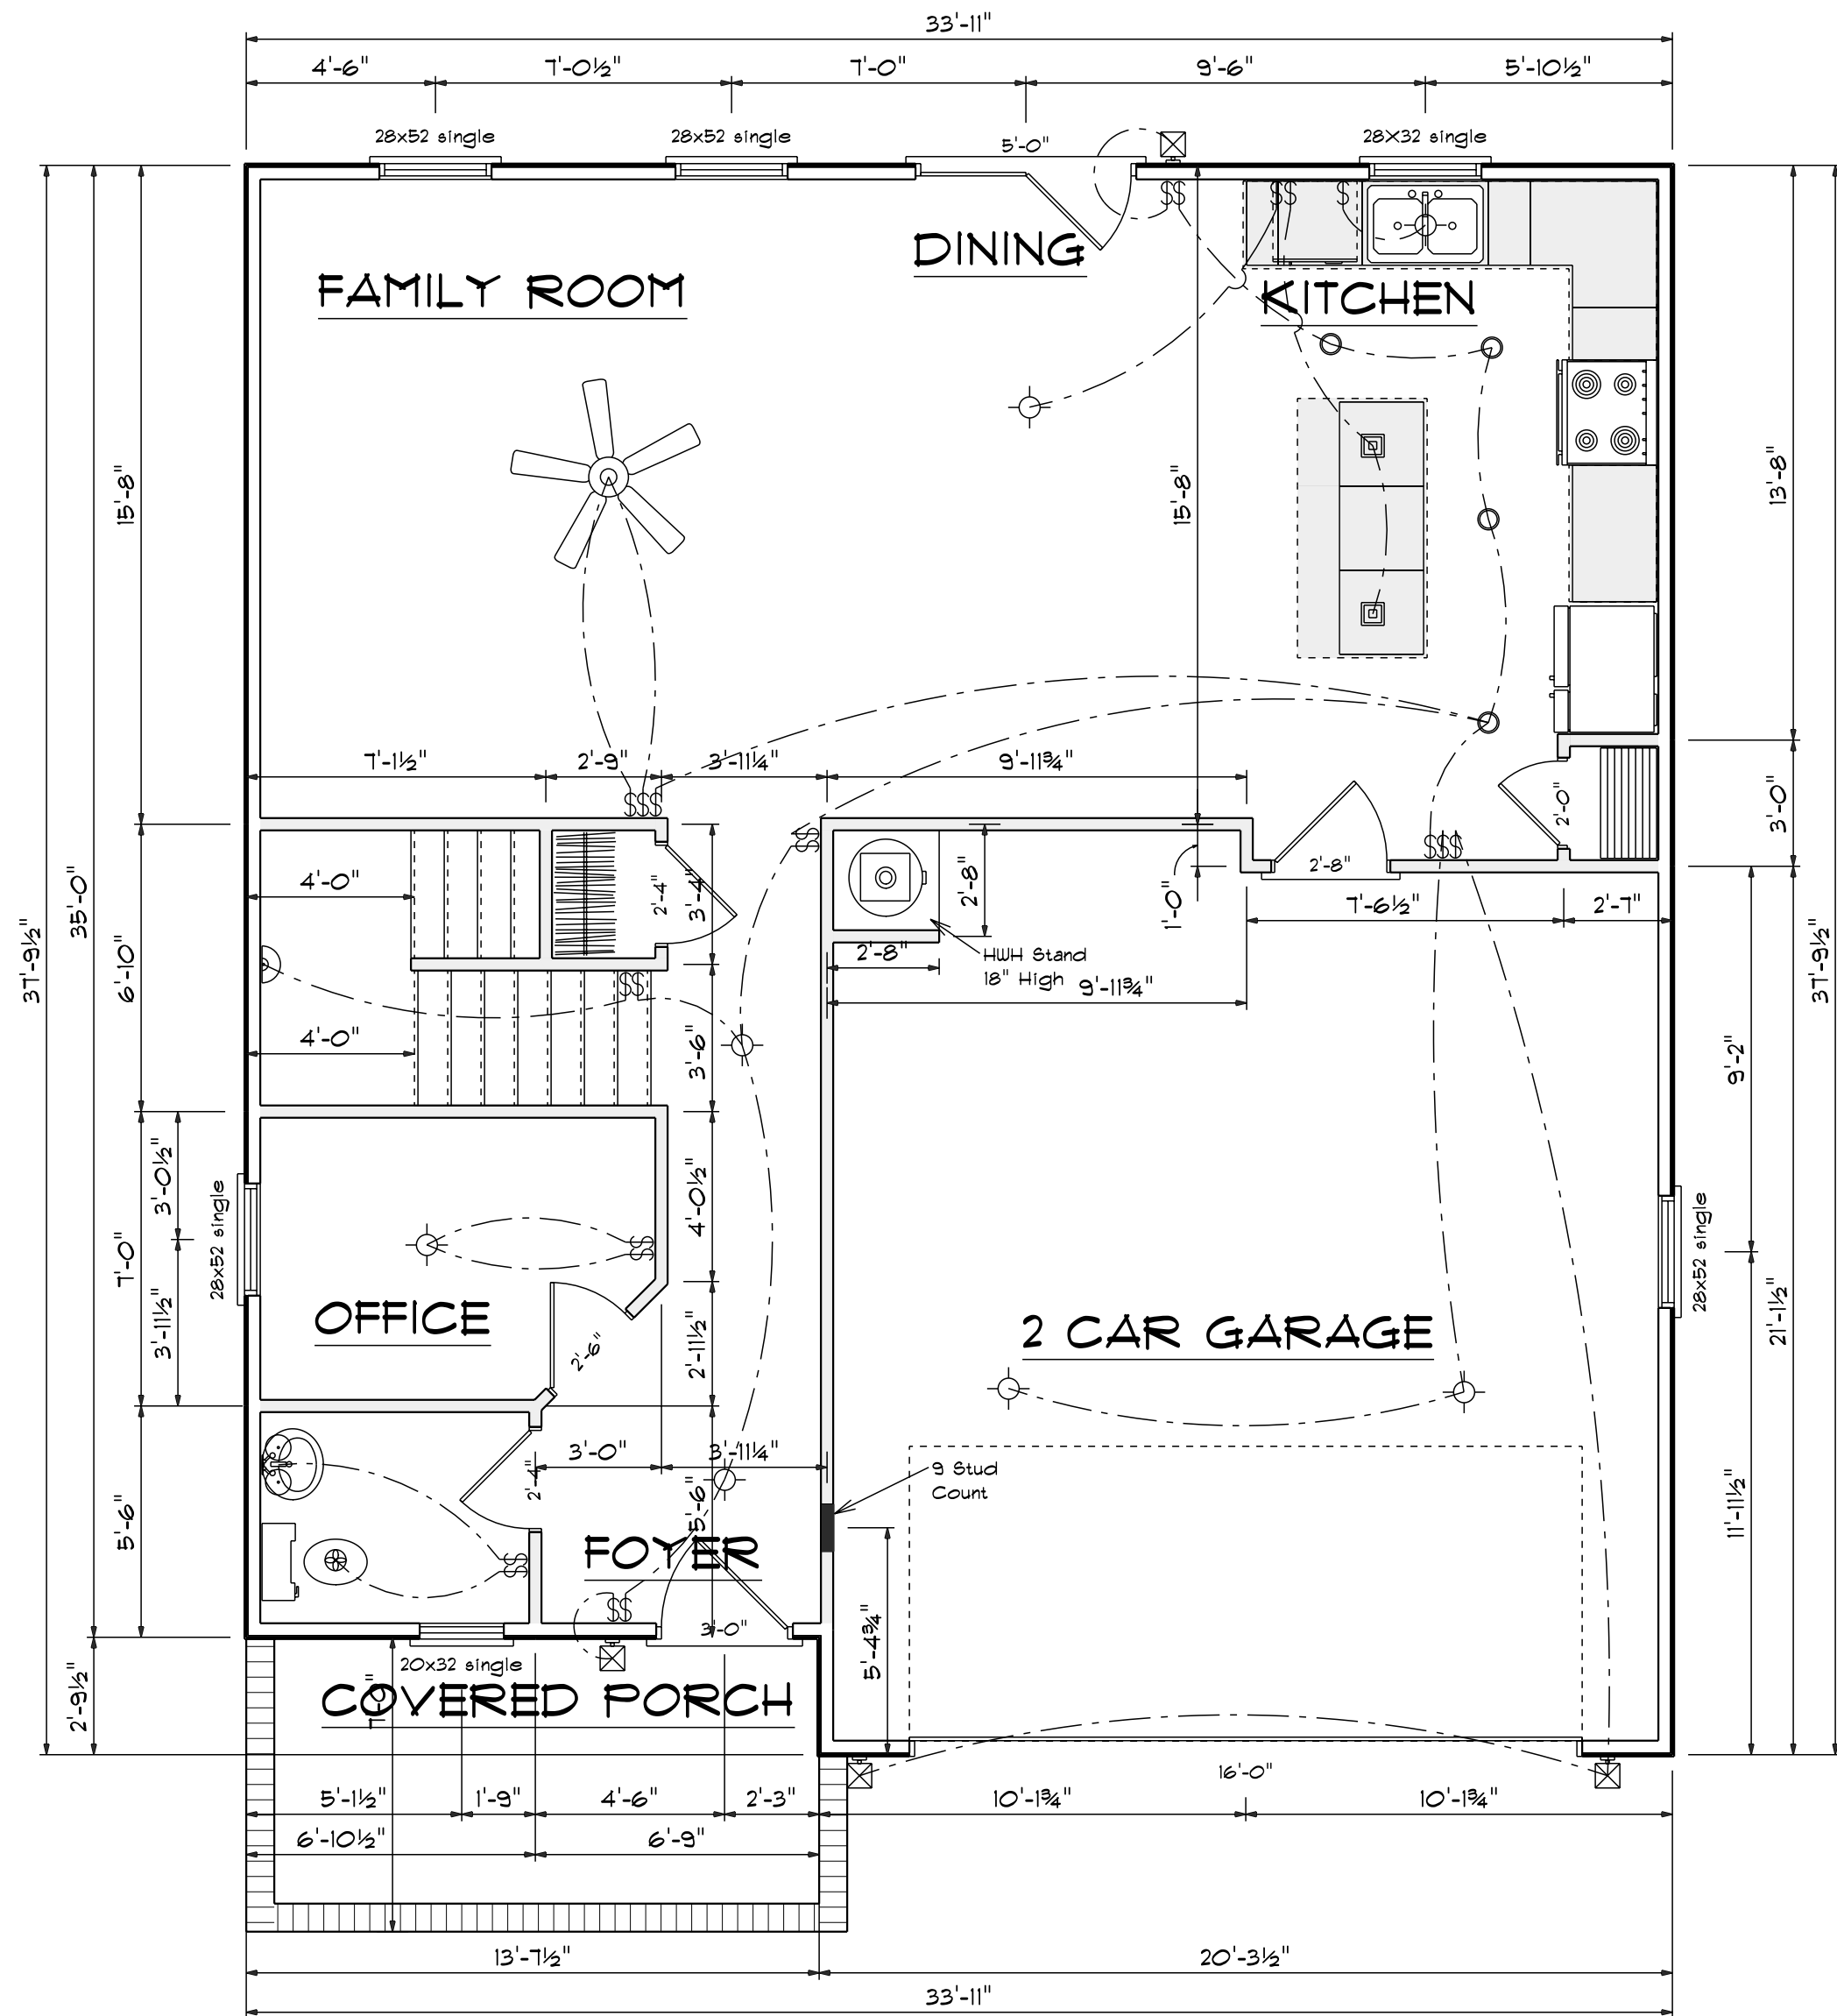 33'-11"
4'-6" 7'-0½" 7'-0" 9'-6" 5'-10½"
28x52 single 28x52 single 5'-0" 28X32 single
$$ $$ $
DINING
FAMILY ROOM KITCHEN
15'-8" 15'-8" 13'-8"
7'-1½" 2'-9" 3'-11¼" 9'-11¾"
$$$ $$ $$$
2'-0" 3'-0"
4'-0" 2'-4" 3'-4" 2'-8" 1'-0" 2'-8"
7'-6½" 2'-7"
2'-8"
HWH Stand
18" High
9'-11¾"
37'-9½" 35'-0" 6'-10" 37'-9½"
$$
4'-0" 3'-6" 9'-2"
3'-0½" 4'-0½"
28x52 single 7'-0" 28x52 single
$$
3'-11½" 2'-11½" 2'-6"
OFFICE
2 CAR GARAGE
21'-1½"
3'-0" 3'-11¼"
2'-4"
9 Stud
Count
5'-6" 5'-6" 11'-11½"
FOYER
$$ $$
3'-0" 5'-4¾"
20x32 single
2'-9½" 7'-0"
COVERED PORCH
16'-0"
5'-1½" 1'-9" 4'-6" 2'-3" 10'-1¾" 10'-1¾"
6'-10½" 6'-9"
13'-7½" 20'-3½"
33'-11"